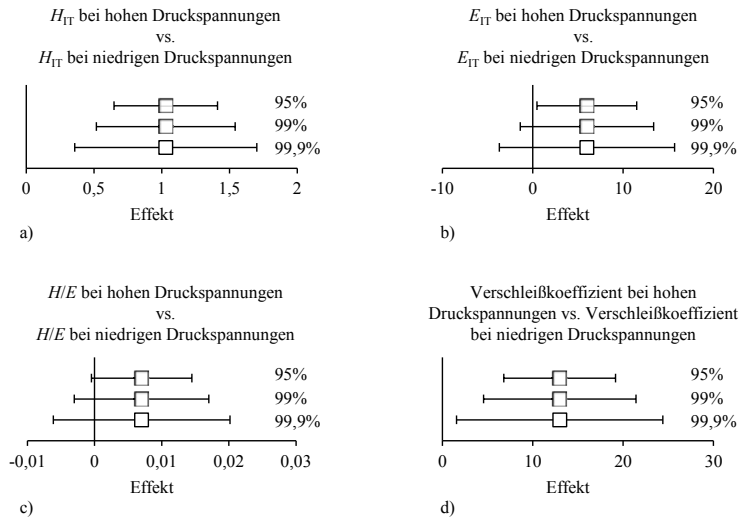 H_IT bei hohen Druckspannungen
vs.
H_IT bei niedrigen Druckspannungen
95%
99%
99,9%
0 0,5 1 1,5 2
Effekt
a)
E_IT bei hohen Druckspannungen
vs.
E_IT bei niedrigen Druckspannungen
95%
99%
99,9%
-10 0 10 20
Effekt
b)
H/E bei hohen Druckspannungen
vs.
H/E bei niedrigen Druckspannungen
95%
99%
99,9%
-0,01 0 0,01 0,02 0,03
Effekt
c)
Verschleißkoeffizient bei hohen
Druckspannungen vs. Verschleißkoeffizient
bei niedrigen Druckspannungen
95%
99%
99,9%
0 10 20 30
Effekt
d)